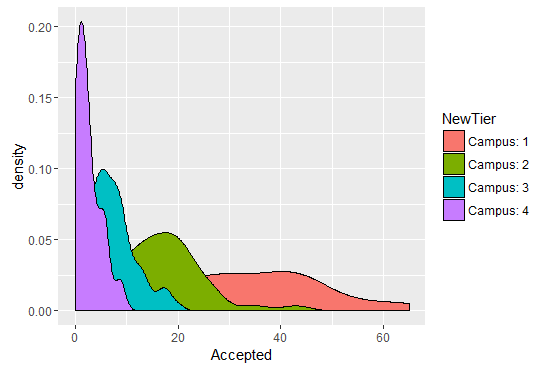 0.20
0.15
0.10
0.05
0.00
density
0
20
40
60
Accepted
NewTier
Campus: 1
Campus: 2
Campus: 3
Campus: 4